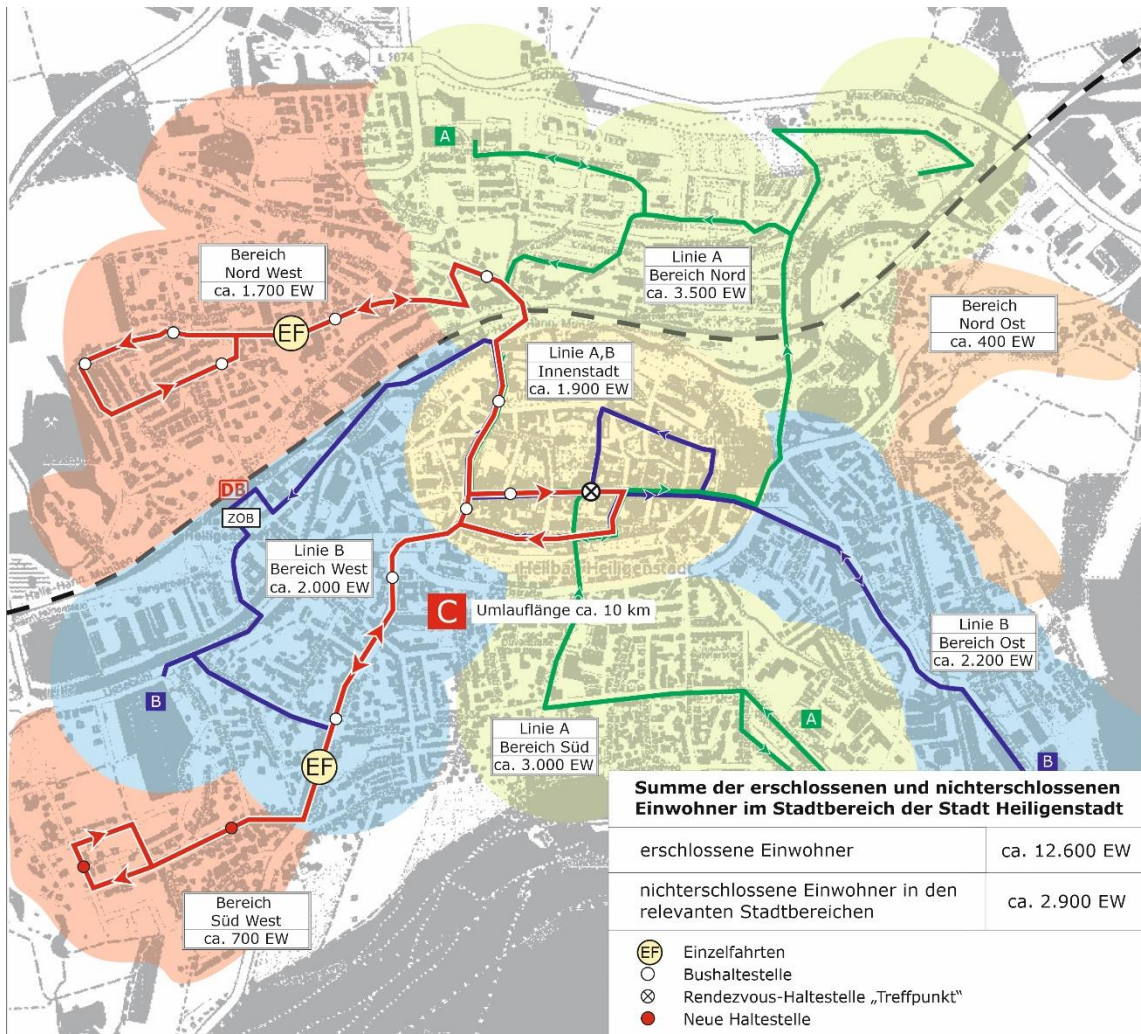 L 1074
Max-Planck-Straße
A
Bereich
Nord West
ca. 1.700 EW
Linie A
Bereich Nord
ca. 3.500 EW
Bereich
Nord Ost
ca. 400 EW
EF
Linie A,B
Innenstadt
ca. 1.900 EW
DB
ZOB
Linie B
Bereich West
ca. 2.000 EW
Heilbad Heiligenstadt
C
Umlauflänge ca. 10 km
Linie B
Bereich Ost
ca. 2.200 EW
B
Linie A
Bereich Süd
ca. 3.000 EW
A
B
EF
Bereich
Süd West
ca. 700 EW
Summe der erschlossenen und nichterschlossenen
Einwohner im Stadtbereich der Stadt Heiligenstadt
erschlossene Einwohner ca. 12.600 EW
nichterschlossene Einwohner in den
relevanten Stadtbereichen ca. 2.900 EW
EF Einzelfahrten
Bushaltestelle
Rendezvous-Haltestelle „Treffpunkt“
Neue Haltestelle